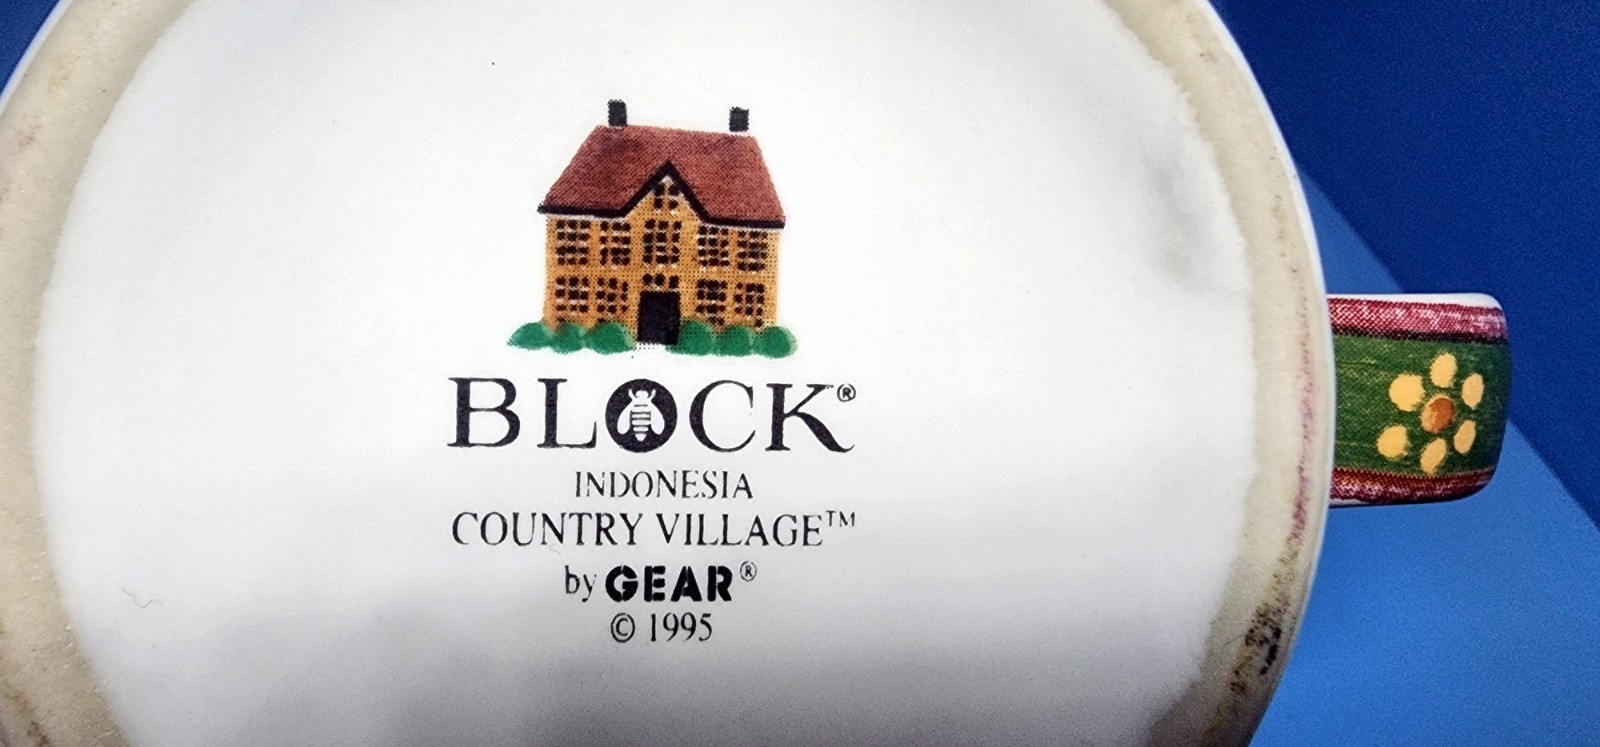 BLOCK®
INDONESIA
COUNTRY VILLAGE™
by GEAR®
© 1995